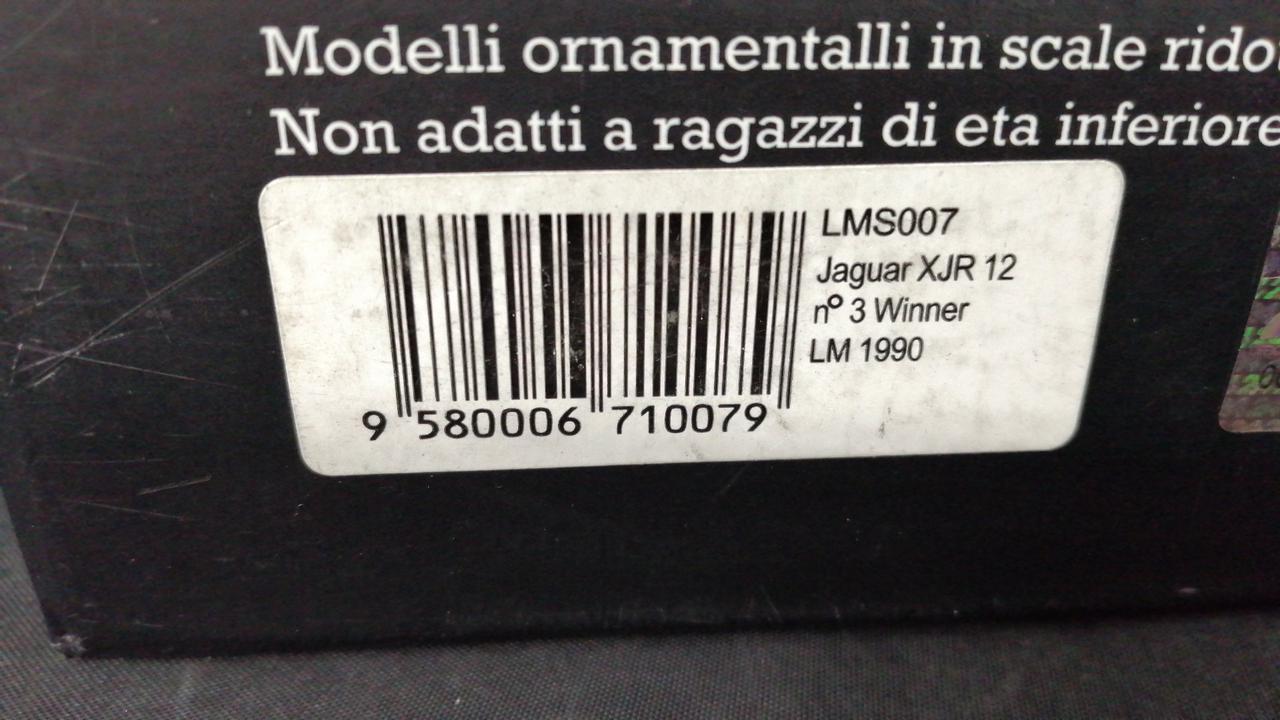 Modelli ornamentalli in scale
Non adatti a ragazzi di eta inferiore
LMS007
Jaguar XJR 12
nº 3 Winner
LM 1990
9 580006 710079